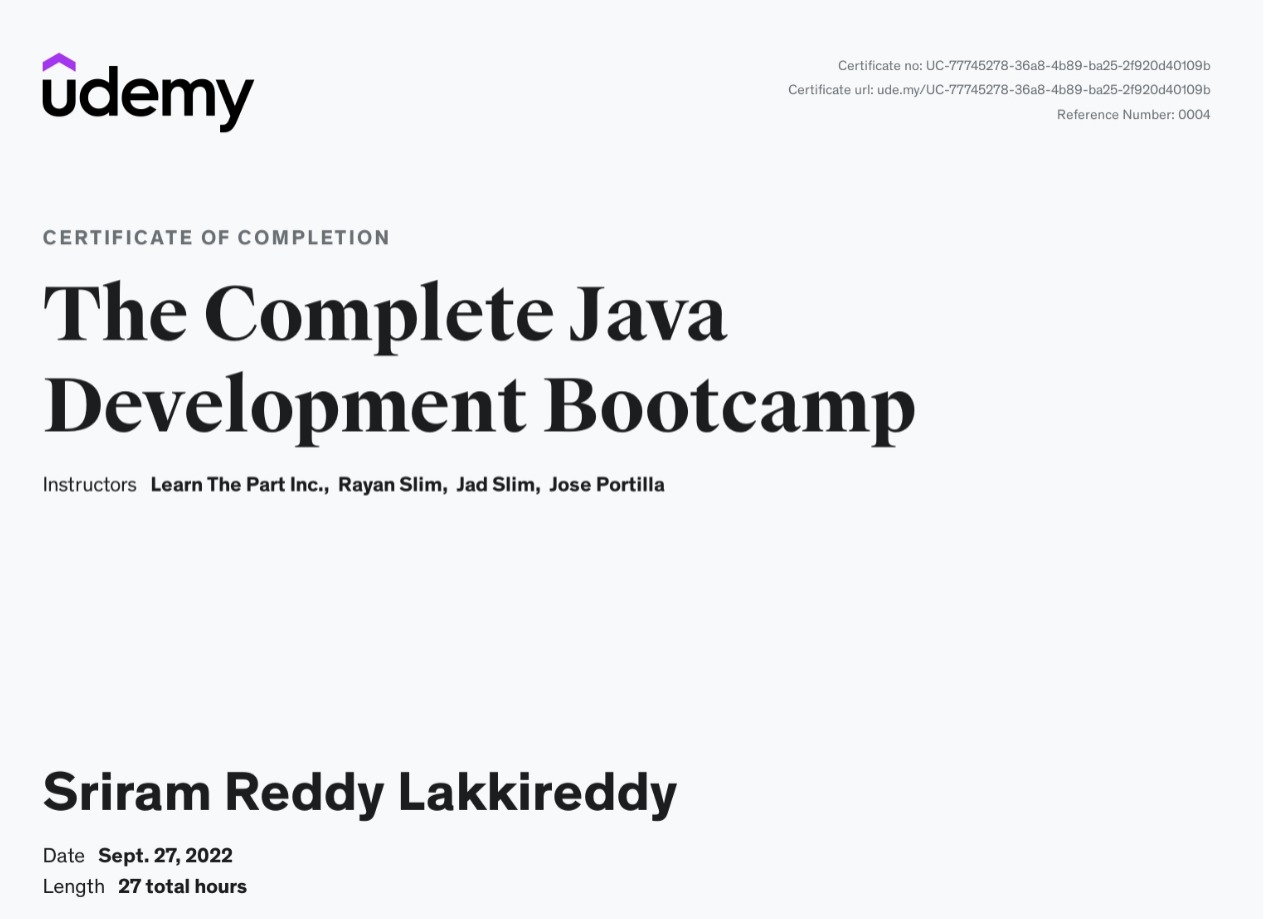 udemy
Certificate no: UC-77745278-36a8-4b89-ba25-2f920d40109b
Certificate url: ude.my/UC-77745278-36a8-4b89-ba25-2f920d40109b
Reference Number: 0004
CERTIFICATE OF COMPLETION
The Complete Java
Development Bootcamp
Instructors Learn The Part Inc., Rayan Slim, Jad Slim, Jose Portilla
Sriram Reddy Lakkireddy
Date Sept. 27, 2022
Length 27 total hours